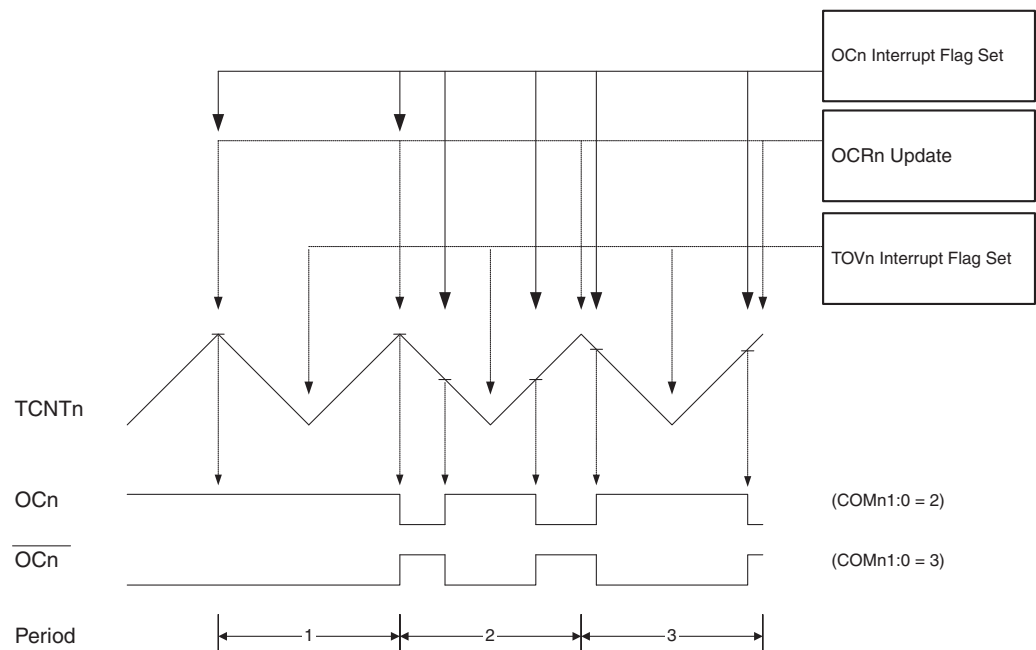 OCn Interrupt Flag Set
OCRn Update
TOVn Interrupt Flag Set
TCNTn
OCn
(COMn1:0 = 2)
OCn
(COMn1:0 = 3)
Period
1
2
3